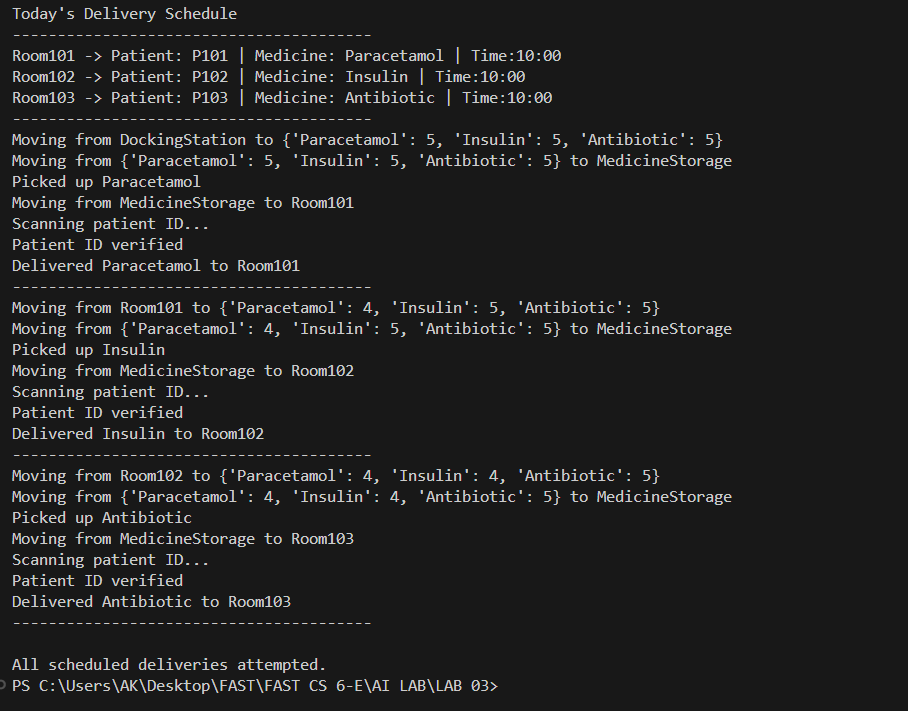 Today's Delivery Schedule
----------------------------------------
Room101 -> Patient: P101 | Medicine: Paracetamol | Time:10:00
Room102 -> Patient: P102 | Medicine: Insulin | Time:10:00
Room103 -> Patient: P103 | Medicine: Antibiotic | Time:10:00
----------------------------------------
Moving from DockingStation to {'Paracetamol': 5, 'Insulin': 5, 'Antibiotic': 5}
Moving from {'Paracetamol': 5, 'Insulin': 5, 'Antibiotic': 5} to MedicineStorage
Picked up Paracetamol
Moving from MedicineStorage to Room101
Scanning patient ID...
Patient ID verified
Delivered Paracetamol to Room101
----------------------------------------
Moving from Room101 to {'Paracetamol': 4, 'Insulin': 5, 'Antibiotic': 5}
Moving from {'Paracetamol': 4, 'Insulin': 5, 'Antibiotic': 5} to MedicineStorage
Picked up Insulin
Moving from MedicineStorage to Room102
Scanning patient ID...
Patient ID verified
Delivered Insulin to Room102
----------------------------------------
Moving from Room102 to {'Paracetamol': 4, 'Insulin': 4, 'Antibiotic': 5}
Moving from {'Paracetamol': 4, 'Insulin': 4, 'Antibiotic': 5} to MedicineStorage
Picked up Antibiotic
Moving from MedicineStorage to Room103
Scanning patient ID...
Patient ID verified
Delivered Antibiotic to Room103
----------------------------------------
All scheduled deliveries attempted.
PS C:\Users\AK\Desktop\FAST\FAST CS 6-E\AI LAB\LAB 03>